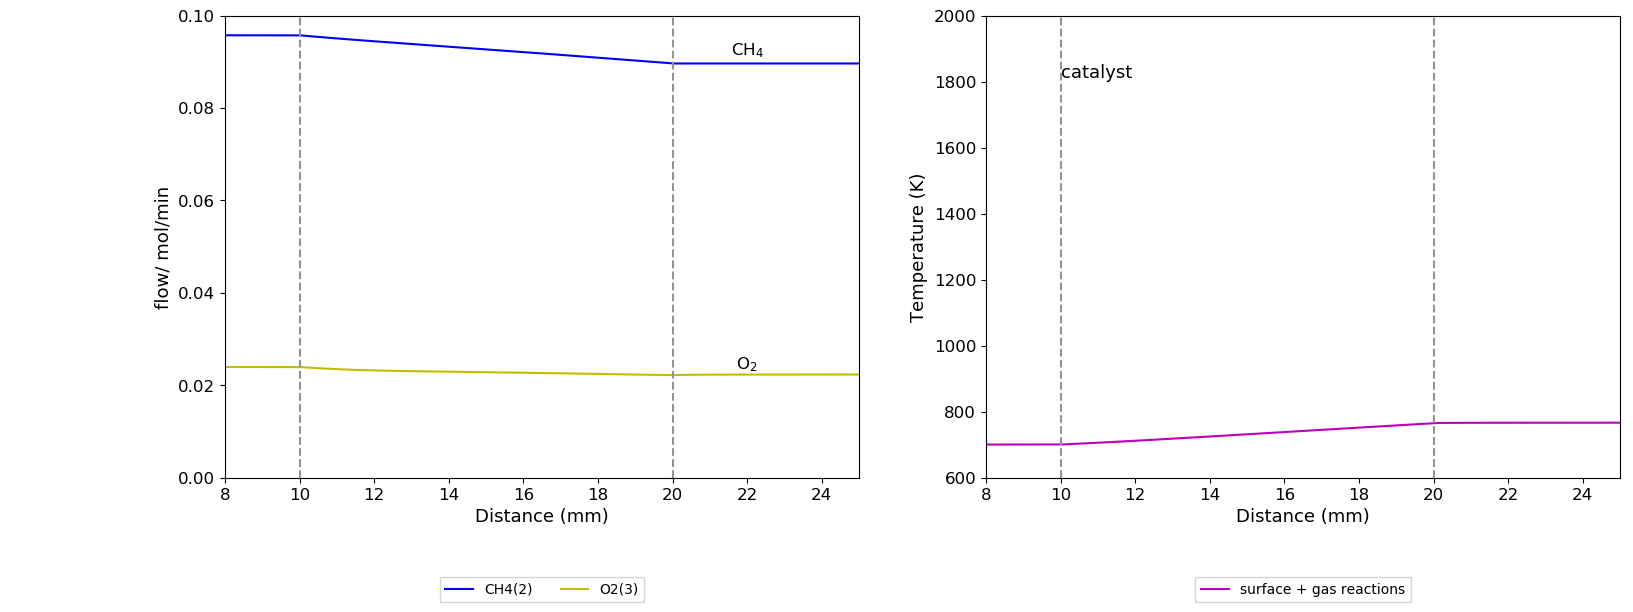 0.10
0.08
0.06
0.04
0.02
0.00
flow/ mol/min
CH₄
O₂
8 10 12 14 16 18 20 22 24
Distance (mm)
CH4(2) O2(3)
2000
1800
1600
1400
1200
1000
800
600
Temperature (K)
catalyst
8 10 12 14 16 18 20 22 24
Distance (mm)
surface + gas reactions